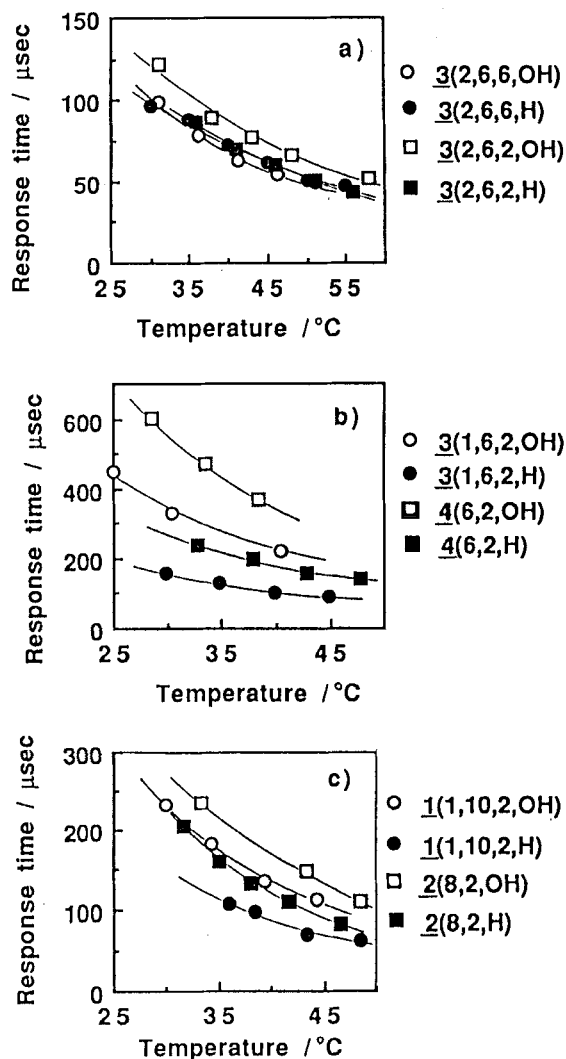 150
100
50
0
Response time / μsec
a)
25 35 45 55
Temperature /°C
3(2,6,6,OH)
3(2,6,6,H)
3(2,6,2,OH)
3(2,6,2,H)
600
400
200
0
Response time / μsec
b)
25 35 45
Temperature /°C
3(1,6,2,OH)
3(1,6,2,H)
4(6,2,OH)
4(6,2,H)
300
200
100
0
Response time / μsec
c)
25 35 45
Temperature /°C
1(1,10,2,OH)
1(1,10,2,H)
2(8,2,OH)
2(8,2,H)